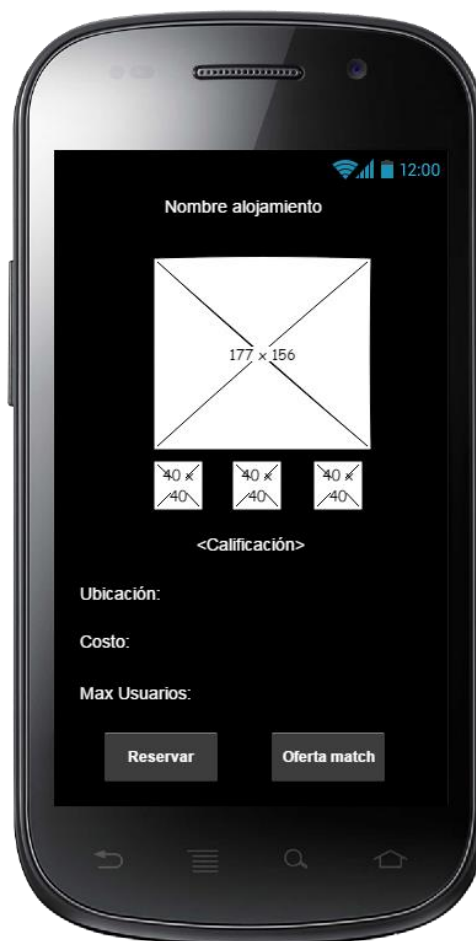 12:00
Nombre alojamiento
177 x 156
40 x 40 x 40 x
40 40 40
<Calificación>
Ubicación:
Costo:
Max Usuarios:
Reservar Oferta match